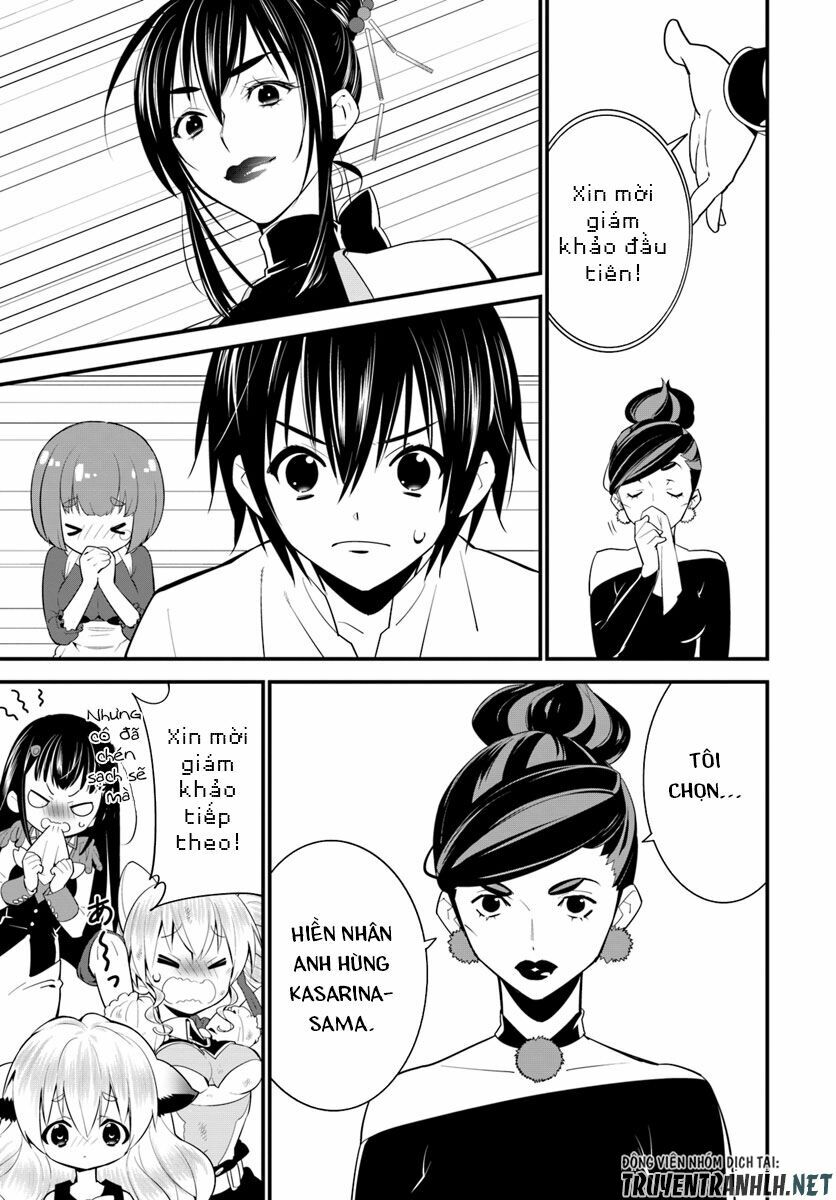 Xin mời
giám
khảo đầu
tiên!
TÔI
CHỌN...
HIỀN NHÂN
ANH HÙNG
KASARINA-
SAMA.
Xin mời
giám
khảo
tiếp
theo!
Nhưng
cô đã
chén
sạch sẽ
mà
あ~
っ
ĐỘNG VIÊN NHÓM DỊCH TẠI:
TRUYENTRANHLH.NET